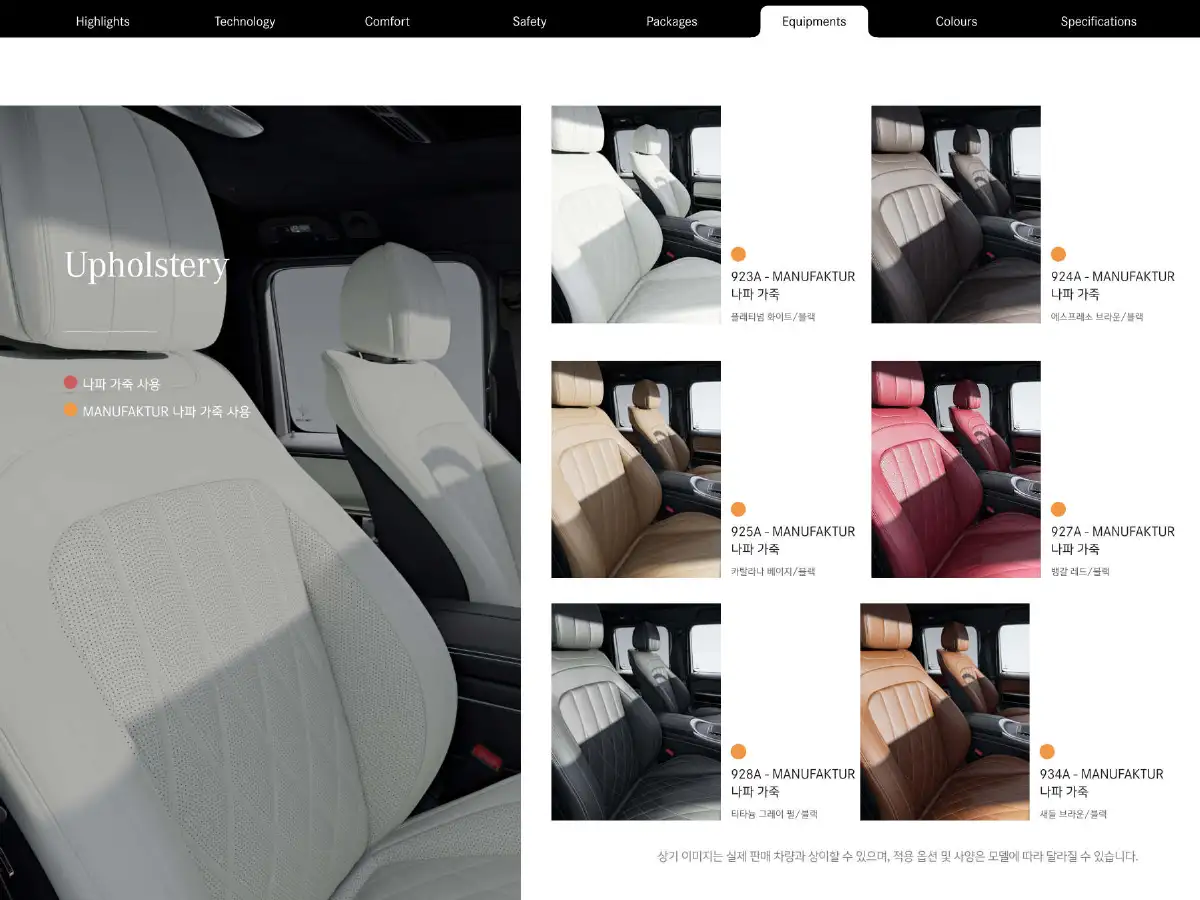 Highlights
Technology
Comfort
Safety
Packages
Equipments
Colours
Specifications
Upholstery
나파 가죽 사용
MANUFAKTUR 나파 가죽 사용
923A - MANUFAKTUR
나파 가죽
플래티넘 화이트/블랙
924A - MANUFAKTUR
나파 가죽
에스프레소 브라운/블랙
925A - MANUFAKTUR
나파 가죽
카탈라나 베이지/블랙
927A - MANUFAKTUR
나파 가죽
벵갈 레드/블랙
928A - MANUFAKTUR
나파 가죽
티타늄 그레이 펄/블랙
934A - MANUFAKTUR
나파 가죽
새들 브라운/블랙
상기 이미지는 실제 판매 차량과 상이할 수 있으며, 적용 옵션 및 사양은 모델에 따라 달라질 수 있습니다.